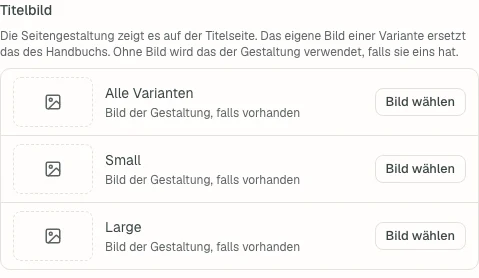 Titelbild
Die Seitengestaltung zeigt es auf der Titelseite. Das eigene Bild einer Variante ersetzt
das des Handbuchs. Ohne Bild wird das der Gestaltung verwendet, falls sie eins hat.
Alle Varianten
Bild der Gestaltung, falls vorhanden
Bild wählen
Small
Bild der Gestaltung, falls vorhanden
Bild wählen
Large
Bild der Gestaltung, falls vorhanden
Bild wählen